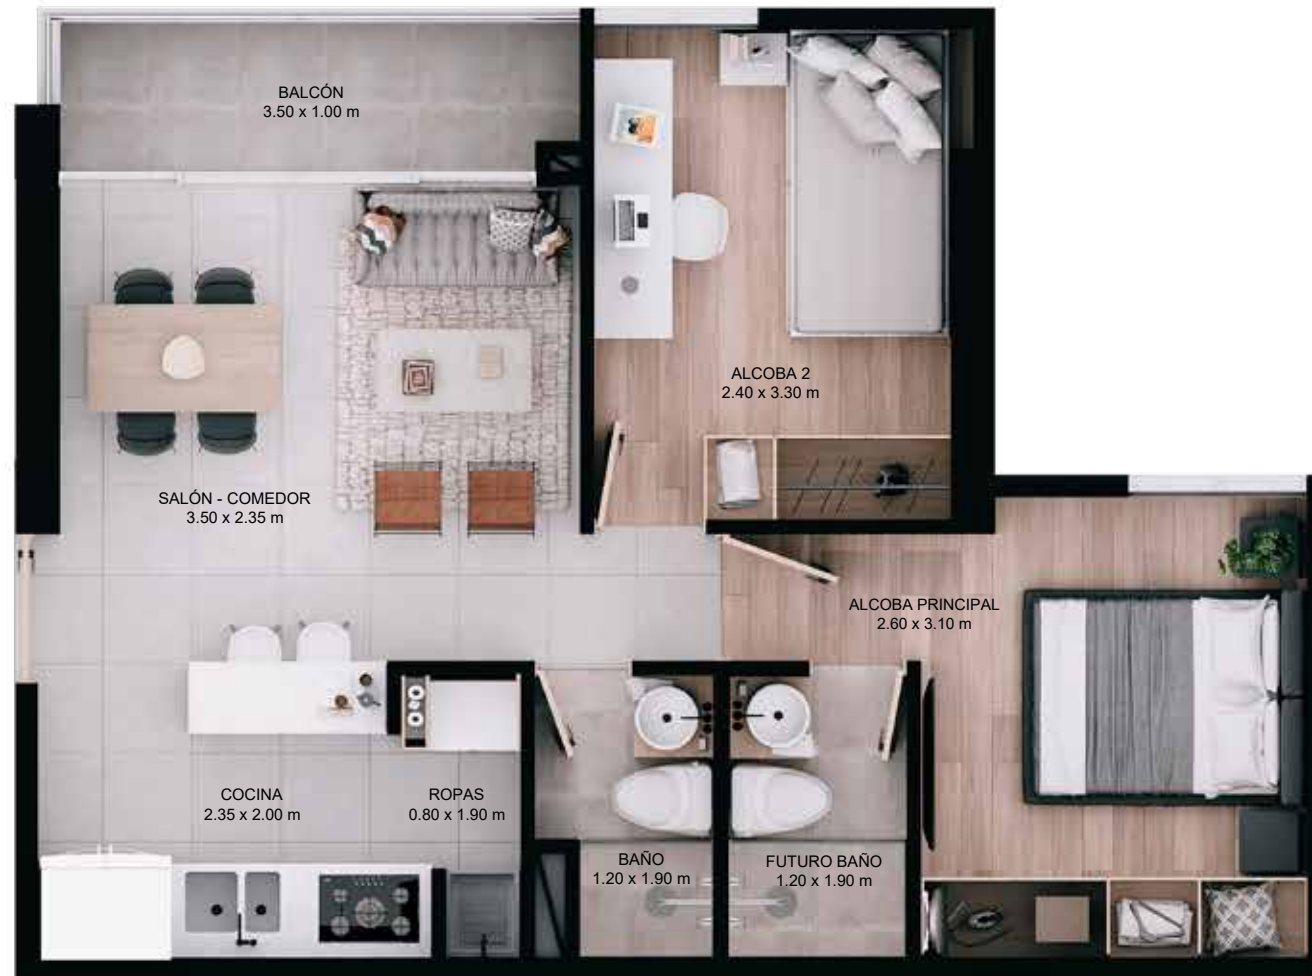 BALCÓN
3.50 x 1.00 m
ALCOBA 2
2.40 x 3.30 m
SALÓN - COMEDOR
3.50 x 2.35 m
ALCOBA PRINCIPAL
2.60 x 3.10 m
COCINA
2.35 x 2.00 m
ROPAS
0.80 x 1.90 m
BAÑO
1.20 x 1.90 m
FUTURO BAÑO
1.20 x 1.90 m